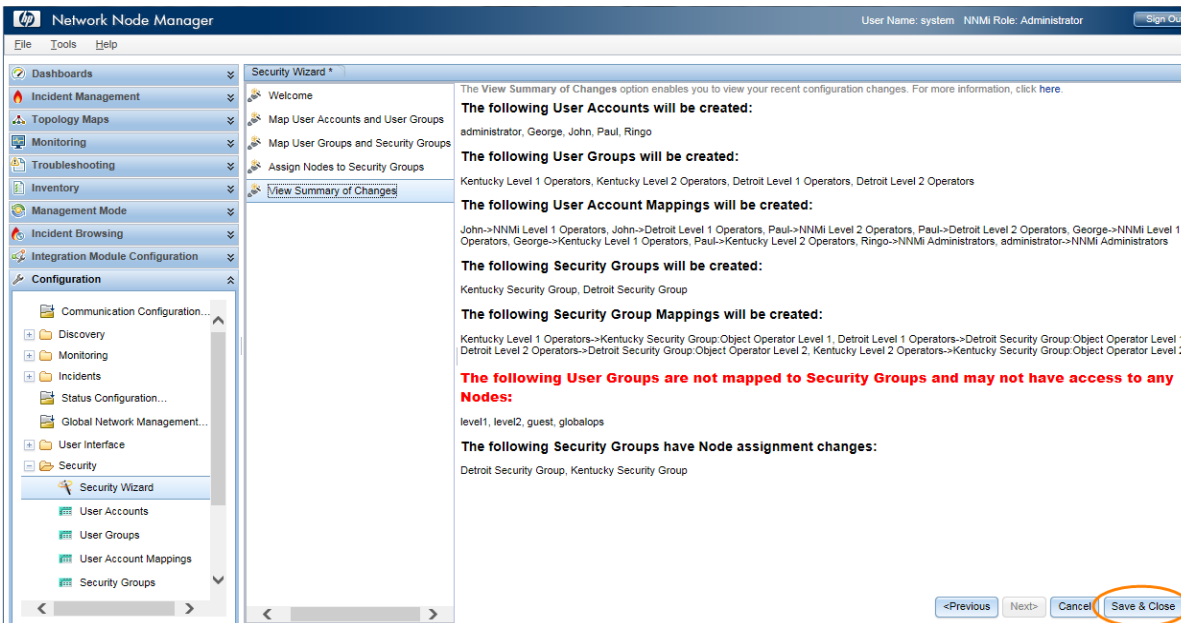 hp Network Node Manager
User Name: system NNMi Role: Administrator
Sign Ou
File Tools Help
Dashboards
Incident Management
Topology Maps
Monitoring
Troubleshooting
Inventory
Management Mode
Incident Browsing
Integration Module Configuration
Configuration
Communication Configuration...
Discovery
Monitoring
Incidents
Status Configuration...
Global Network Management...
User Interface
Security
Security Wizard
User Accounts
User Groups
User Account Mappings
Security Groups
Security Wizard *
Welcome
Map User Accounts and User Groups
Map User Groups and Security Groups
Assign Nodes to Security Groups
View Summary of Changes
The View Summary of Changes option enables you to view your recent configuration changes. For more information, click here.
The following User Accounts will be created:
administrator, George, John, Paul, Ringo
The following User Groups will be created:
Kentucky Level 1 Operators, Kentucky Level 2 Operators, Detroit Level 1 Operators, Detroit Level 2 Operators
The following User Account Mappings will be created:
John->NNMi Level 1 Operators, John->Detroit Level 1 Operators, Paul->NNMi Level 2 Operators, Paul->Detroit Level 2 Operators, George->NNMi Level 1
Operators, George->Kentucky Level 1 Operators, Paul->Kentucky Level 2 Operators, Ringo->NNMi Administrators, administrator->NNMi Administrators
The following Security Groups will be created:
Kentucky Security Group, Detroit Security Group
The following Security Group Mappings will be created:
Kentucky Level 1 Operators->Kentucky Security Group:Object Operator Level 1, Detroit Level 1 Operators->Detroit Security Group:Object Operator Level 1
Detroit Level 2 Operators->Detroit Security Group:Object Operator Level 2, Kentucky Level 2 Operators->Kentucky Security Group:Object Operator Level 2
The following User Groups are not mapped to Security Groups and may not have access to any
Nodes:
level1, level2, guest, globalops
The following Security Groups have Node assignment changes:
Detroit Security Group, Kentucky Security Group
<Previous Next> Cancel Save & Close